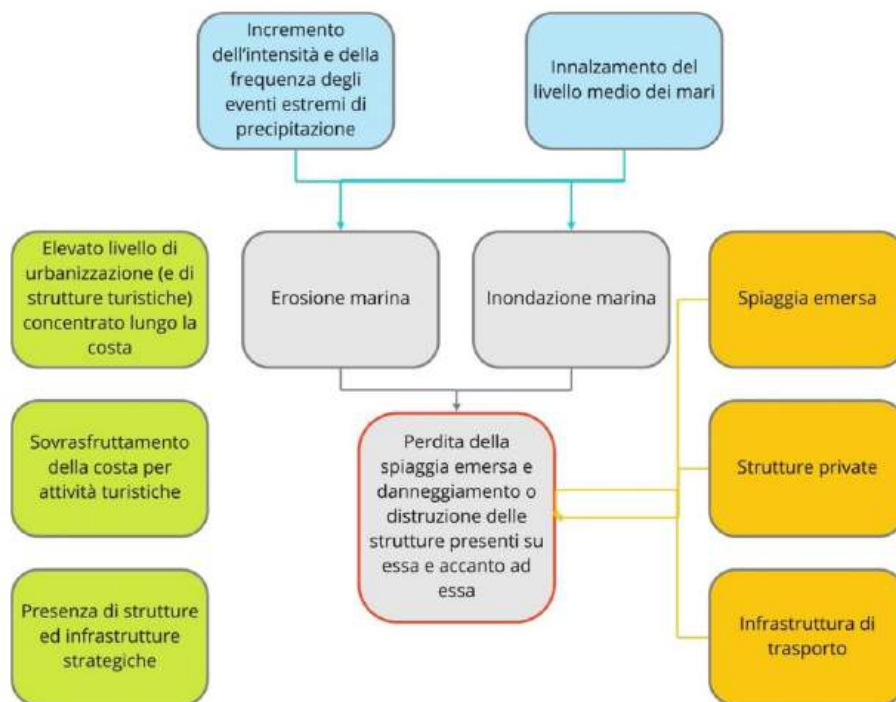 Incremento
dell'intensità e della
frequenza degli
eventi estremi di
precipitazione
Innalzamento del
livello medio dei mari
Elevato livello di
urbanizzazione (e di
strutture turistiche)
concentrato lungo la
costa
Erosione marina
Inondazione marina
Spiaggia emersa
Sovrasfruttamento
della costa per
attività turistiche
Perdita della
spiaggia emersa e
danneggiamento o
distruzione delle
strutture presenti su
essa e accanto ad
essa
Strutture private
Presenza di strutture
ed infrastrutture
strategiche
Infrastruttura di
trasporto